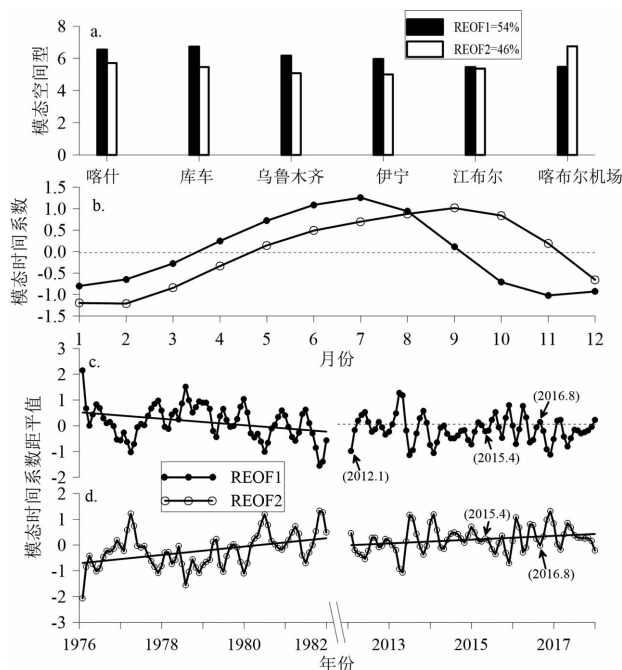 a.
REOF1=54%
REOF2=46%
模态空间型
8
6
4
2
0
喀什 库车 乌鲁木齐 伊宁 江布尔 喀布尔机场
b.
模态时间系数
1.5
1.0
0.5
0.0
-0.5
-1.0
-1.5
1 2 3 4 5 6 7 8 9 10 11 12
月份
c.
模态时间系数距平值
3
2
1
0
-1
-2
(2012.1)
(2015.4)
(2016.8)
REOF1
REOF2
d.
2
1
0
-1
-2
-3
(2015.4)
(2016.8)
1976 1978 1980 1982 2013 2015 2017
年份